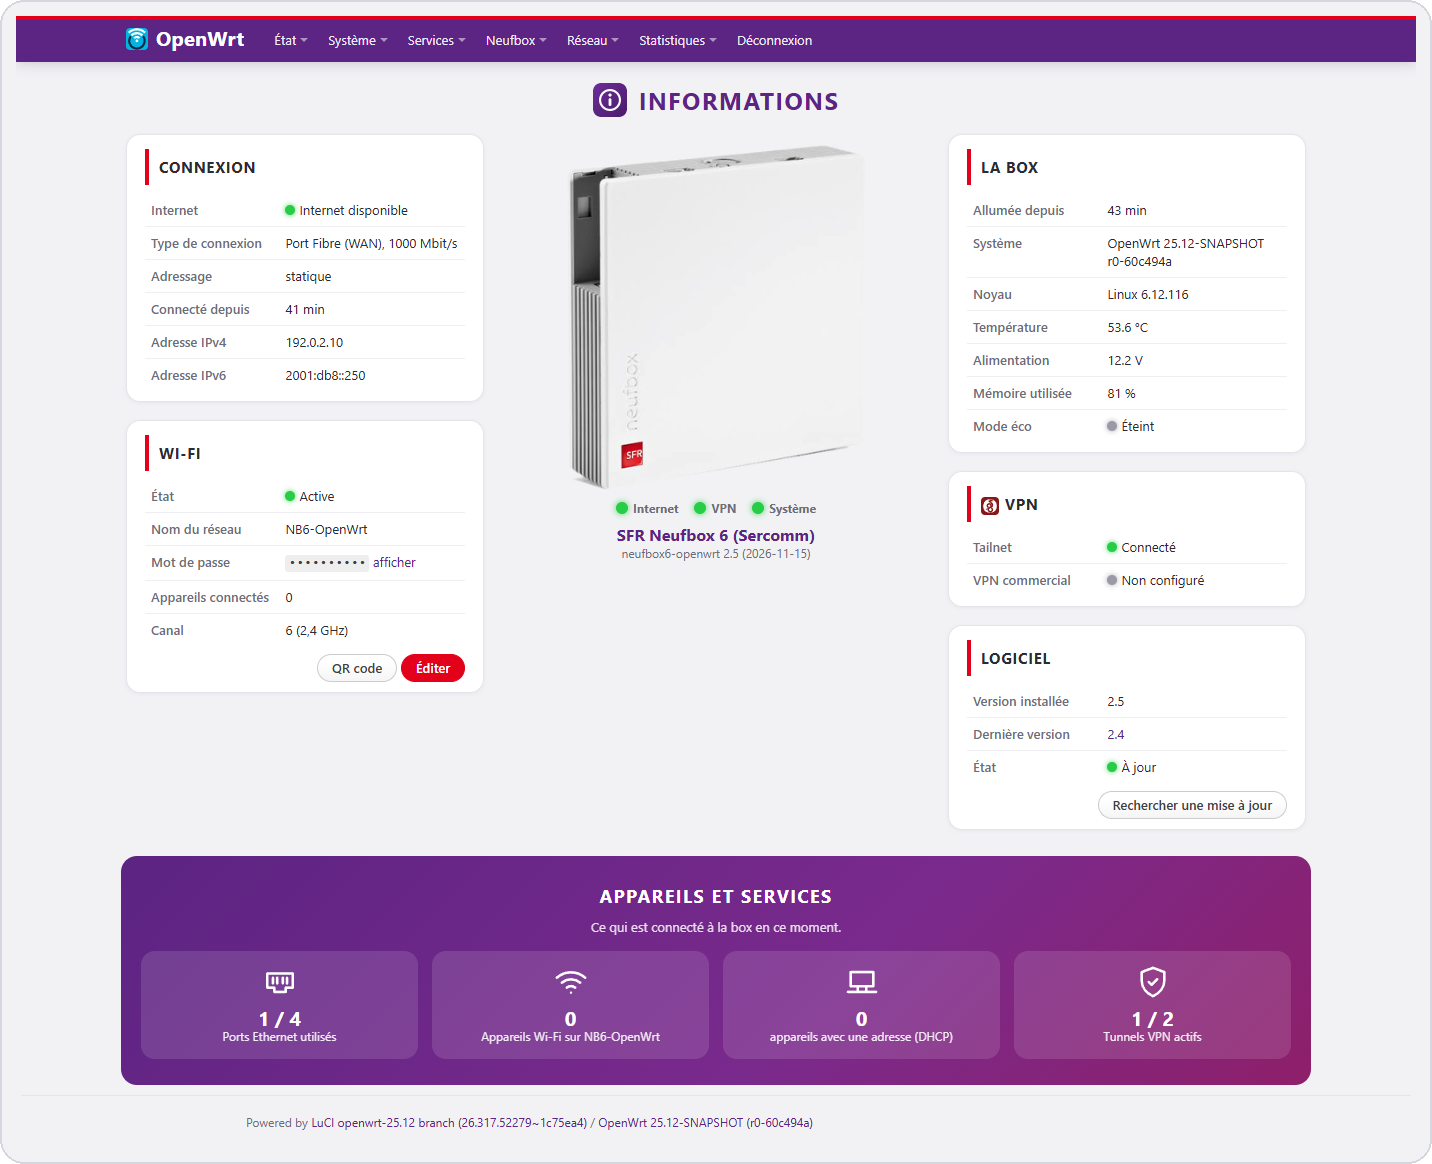 OpenWrt
État
Système
Services
Neufbox
Réseau
Statistiques
Déconnexion
INFORMATIONS
CONNEXION
Internet
Internet disponible
Type de connexion
Port Fibre (WAN), 1000 Mbit/s
Adressage
statique
Connecté depuis
41 min
Adresse IPv4
192.0.2.10
Adresse IPv6
2001:db8::250
WI-FI
État
Active
Nom du réseau
NB6-OpenWrt
Mot de passe
•••••••••• afficher
Appareils connectés
0
Canal
6 (2,4 GHz)
QR code
Éditer
neufbox
SFR
Internet
VPN
Système
SFR Neufbox 6 (Sercomm)
neufbox6-openwrt 2.5 (2026-11-15)
LA BOX
Allumée depuis
43 min
Système
OpenWrt 25.12-SNAPSHOT
r0-60c494a
Noyau
Linux 6.12.116
Température
53.6 °C
Alimentation
12.2 V
Mémoire utilisée
81 %
Mode éco
Éteint
VPN
Tailnet
Connecté
VPN commercial
Non configuré
LOGICIEL
Version installée
2.5
Dernière version
2.4
État
À jour
Rechercher une mise à jour
APPAREILS ET SERVICES
Ce qui est connecté à la box en ce moment.
1 / 4
Ports Ethernet utilisés
0
Appareils Wi-Fi sur NB6-OpenWrt
0
appareils avec une adresse (DHCP)
1 / 2
Tunnels VPN actifs
Powered by LuCI openwrt-25.12 branch (26.317.52279~1c75ea4) / OpenWrt 25.12-SNAPSHOT (r0-60c494a)